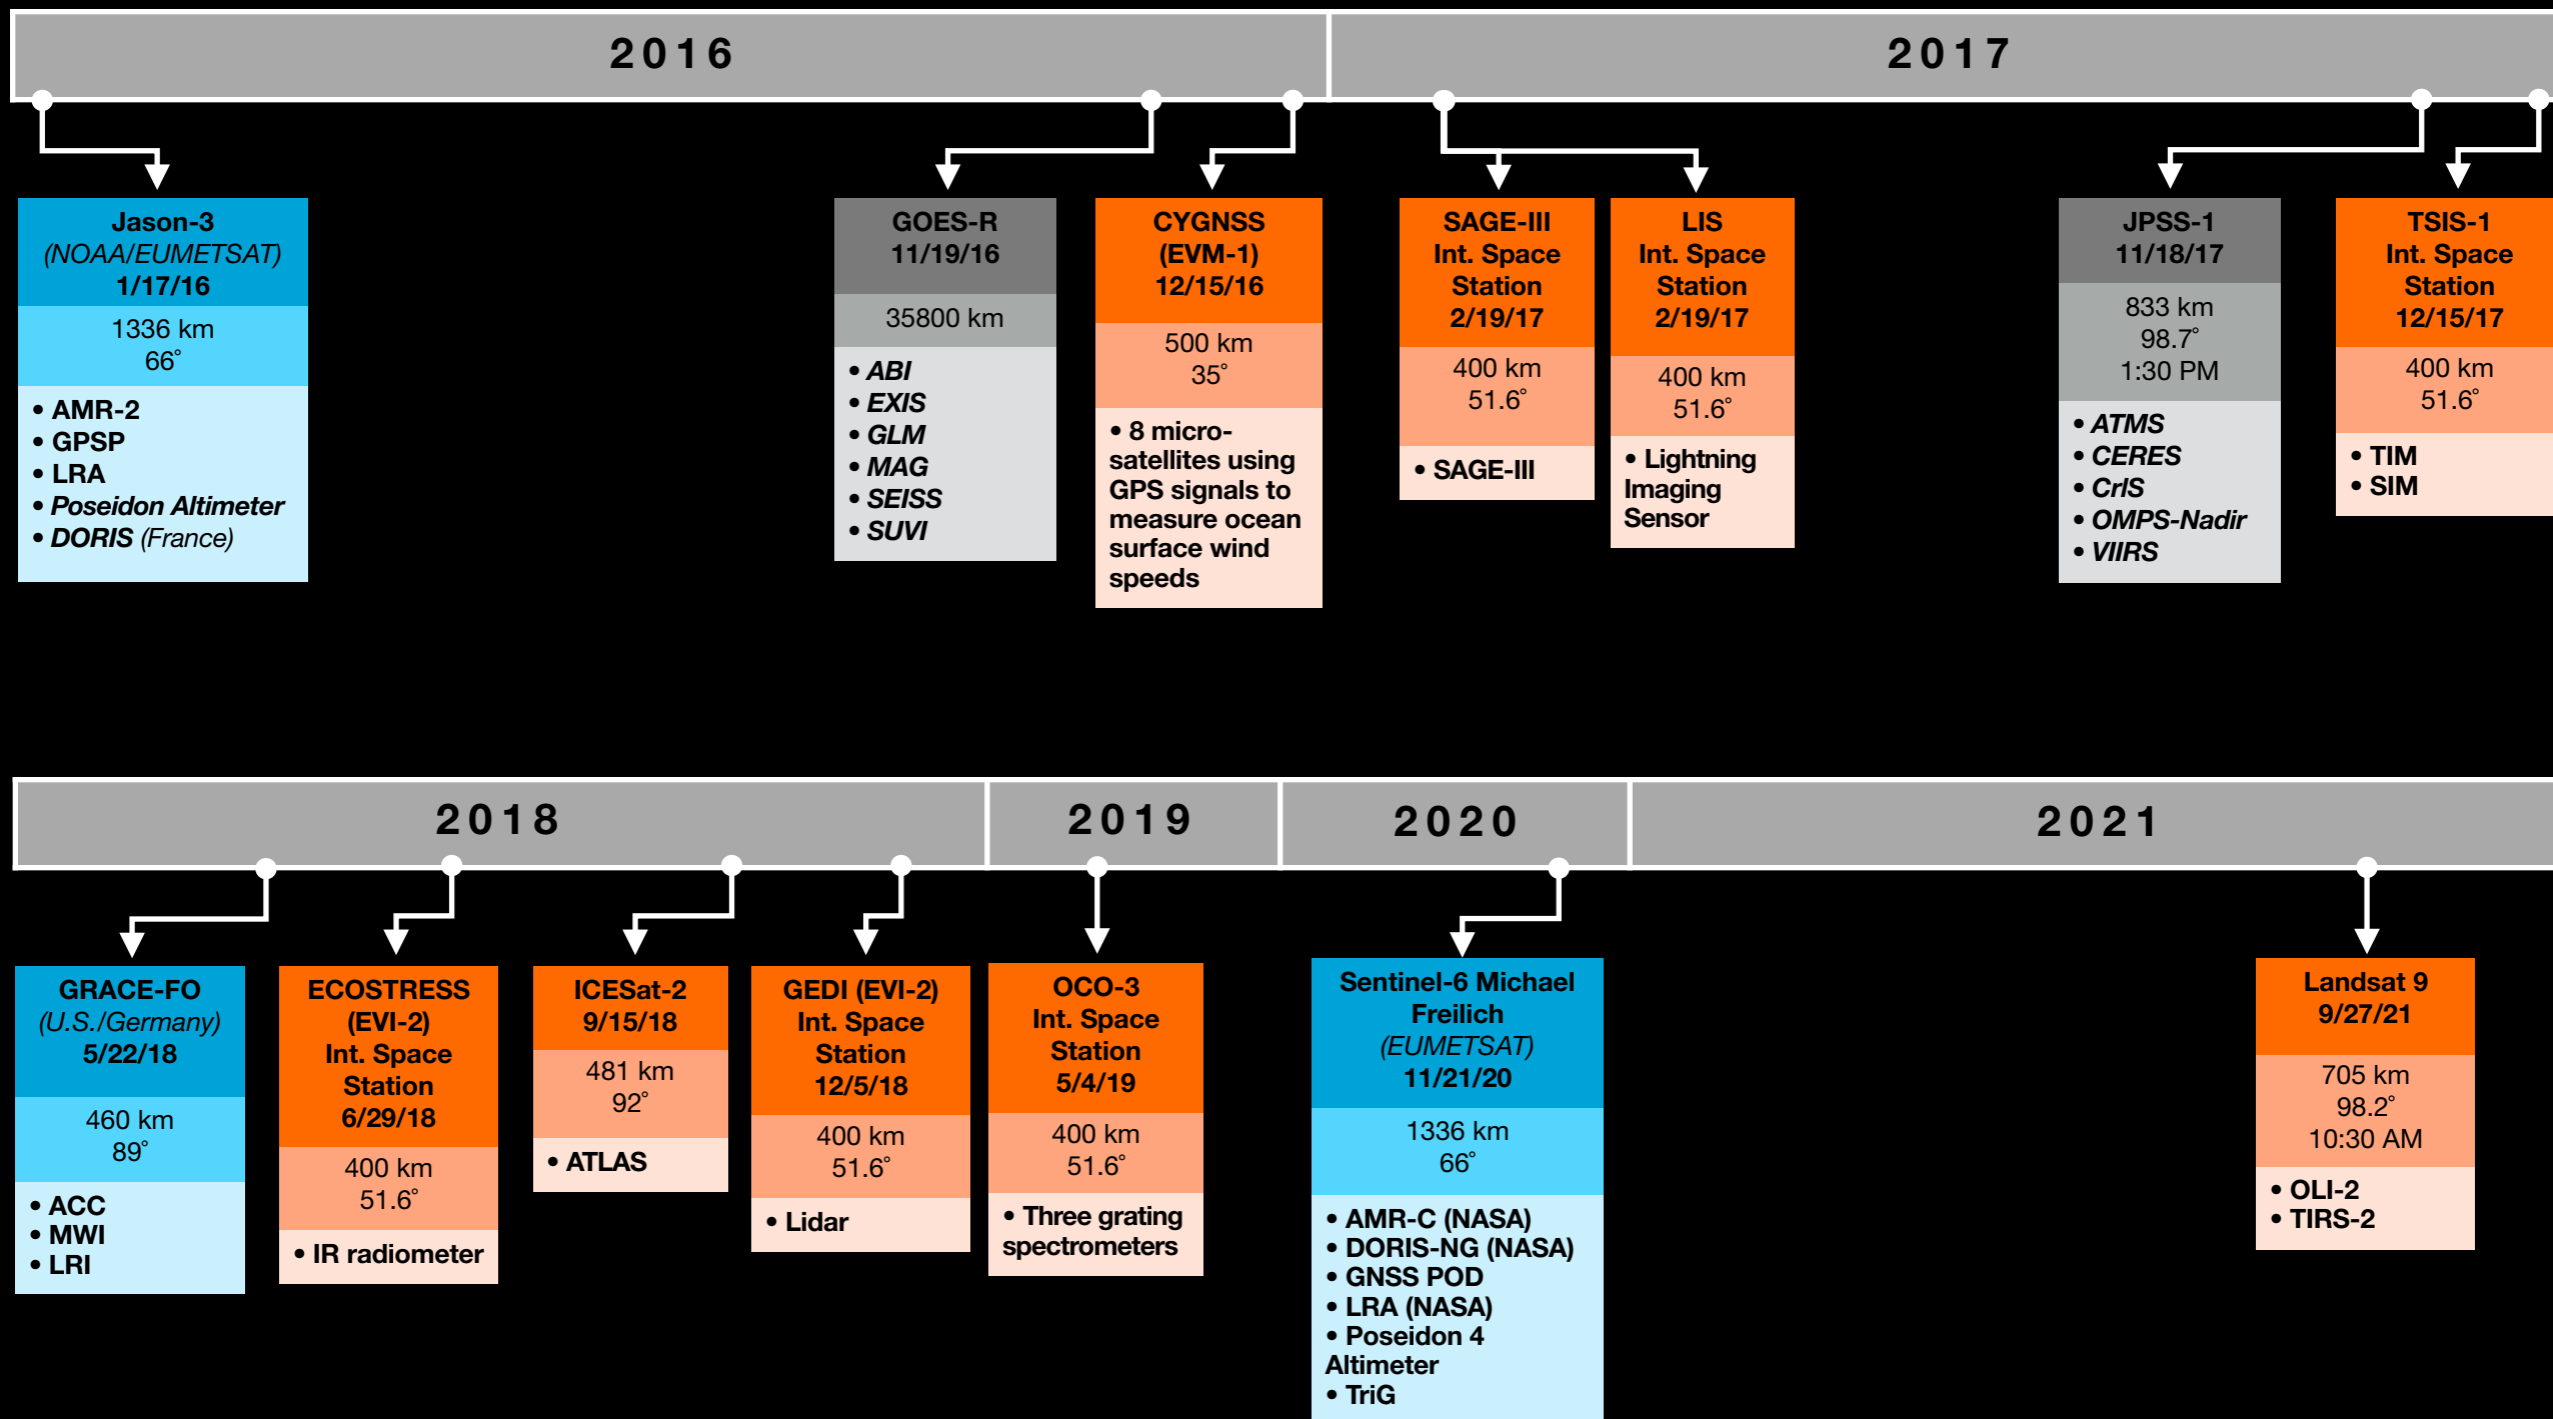 2016
2017
Jason-3
(NOAA/EUMETSAT)
1/17/16
1336 km
66°
• AMR-2
• GPSP
• LRA
• Poseidon Altimeter
• DORIS (France)
GOES-R
11/19/16
35800 km
• ABI
• EXIS
• GLM
• MAG
• SEISS
• SUVI
CYGNSS
(EVM-1)
12/15/16
500 km
35°
• 8 micro-
satellites using
GPS signals to
measure ocean
surface wind
speeds
SAGE-III
Int. Space
Station
2/19/17
400 km
51.6°
• SAGE-III
LIS
Int. Space
Station
2/19/17
400 km
51.6°
• Lightning
Imaging
Sensor
JPSS-1
11/18/17
833 km
98.7°
1:30 PM
• ATMS
• CERES
• CrIS
• OMPS-Nadir
• VIIRS
TSIS-1
Int. Space
Station
12/15/17
400 km
51.6°
• TIM
• SIM
2018
2019
2020
2021
GRACE-FO
(U.S./Germany)
5/22/18
460 km
89°
• ACC
• MWI
• LRI
ECOSTRESS
(EVI-2)
Int. Space
Station
6/29/18
400 km
51.6°
• IR radiometer
ICESat-2
9/15/18
481 km
92°
• ATLAS
GEDI (EVI-2)
Int. Space
Station
12/5/18
400 km
51.6°
• Lidar
OCO-3
Int. Space
Station
5/4/19
400 km
51.6°
• Three grating
spectrometers
Sentinel-6 Michael
Freilich
(EUMETSAT)
11/21/20
1336 km
66°
• AMR-C (NASA)
• DORIS-NG (NASA)
• GNSS POD
• LRA (NASA)
• Poseidon 4
Altimeter
• TriG
Landsat 9
9/27/21
705 km
98.2°
10:30 AM
• OLI-2
• TIRS-2